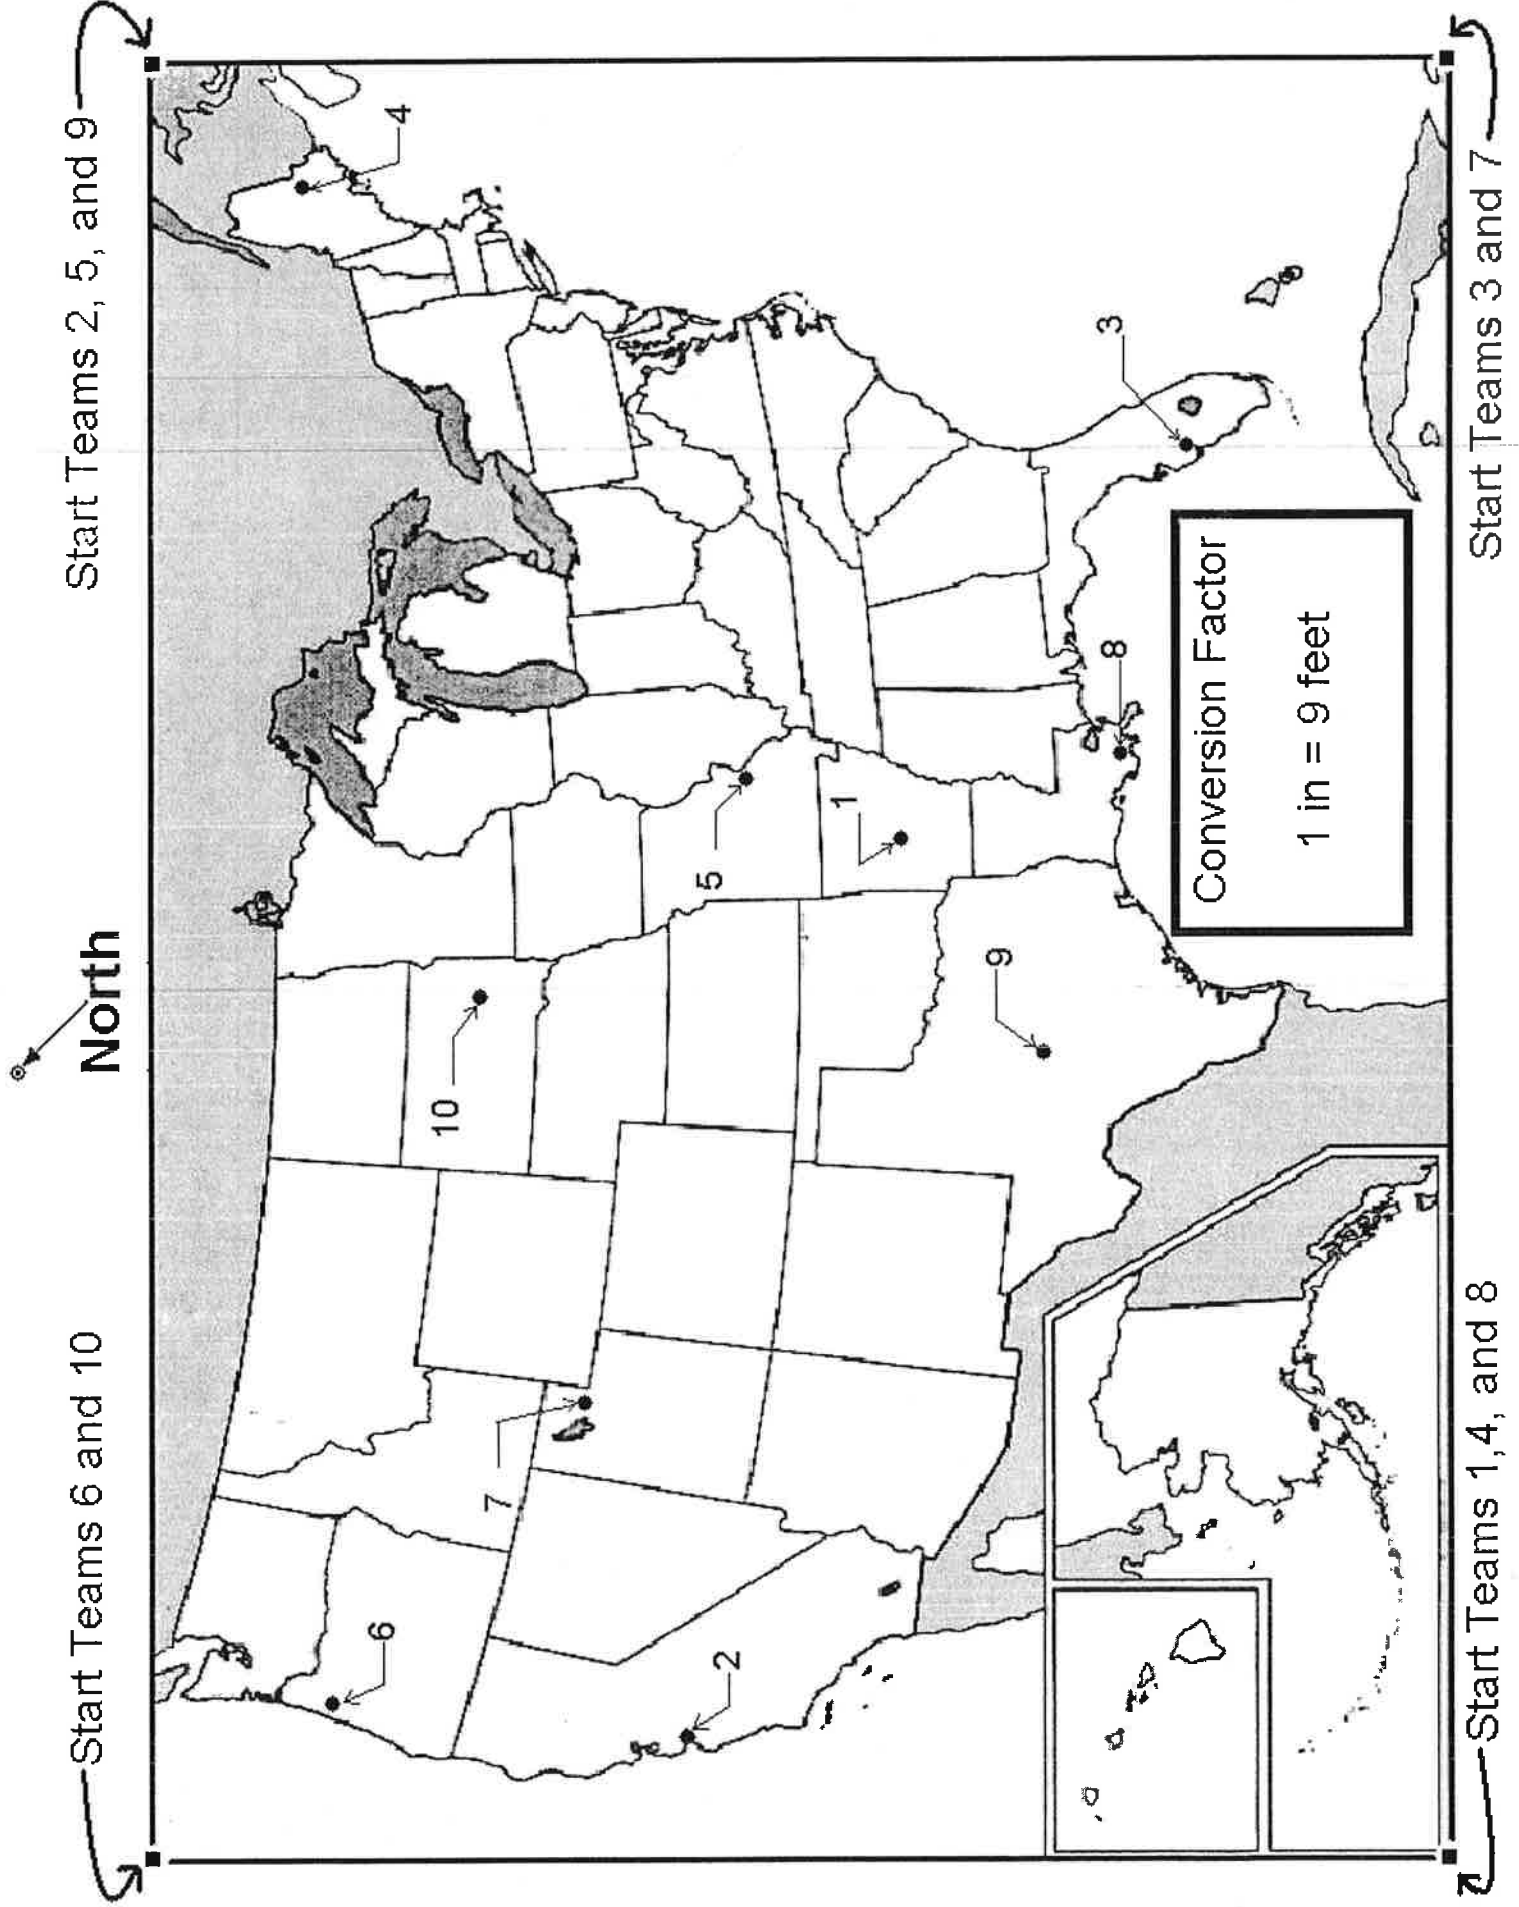 Start Teams 6 and 10
North
Start Teams 2, 5, and 9
6
7
10
4
2
5
1
9
8
3
Conversion Factor
1 in = 9 feet
Start Teams 1,4, and 8
Start Teams 3 and 7